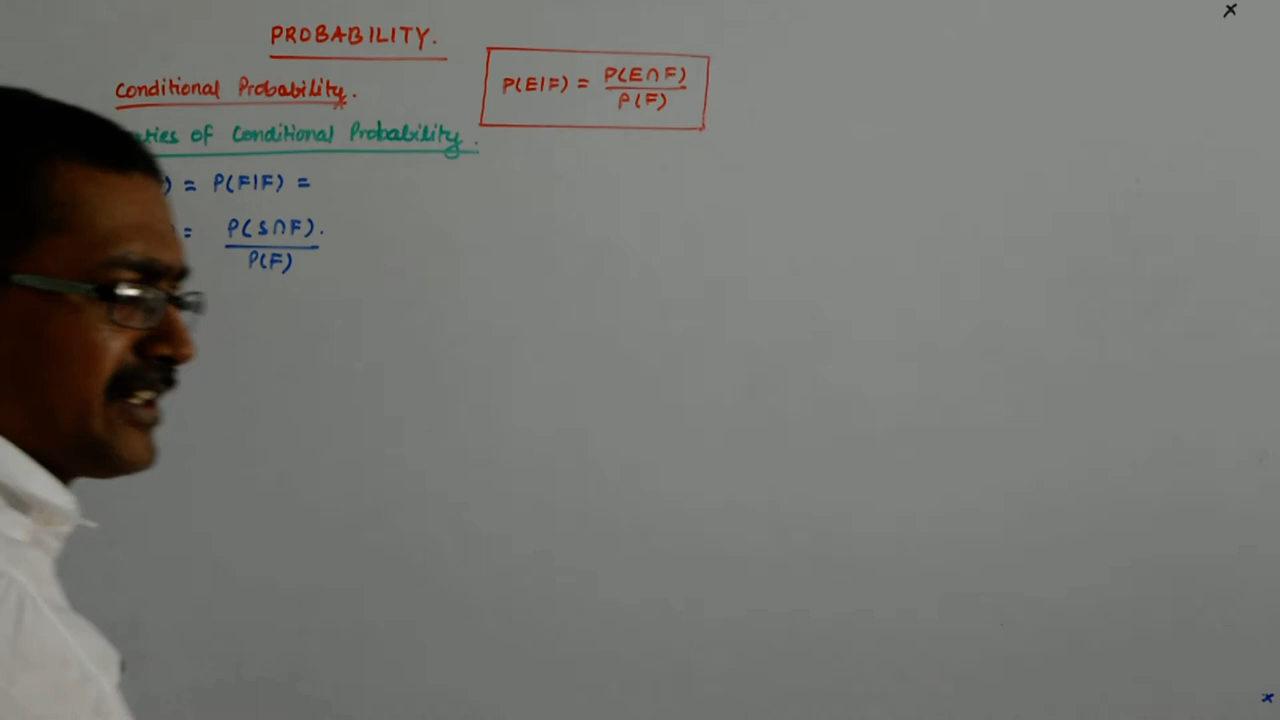 PROBABILITY.
Conditional Probability.
P(E|F) = P(E∩F)
P(F)
of Conditional Probability.
) = P(F|F) =
= P(S∩F).
P(F)
x
x